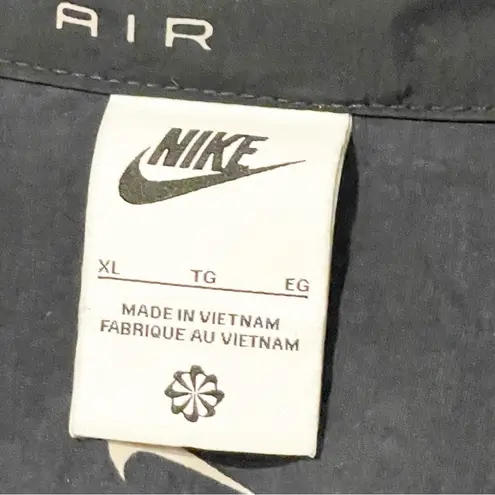 AIR
NIKE
XL TG EG
MADE IN VIETNAM
FABRIQUE AU VIETNAM